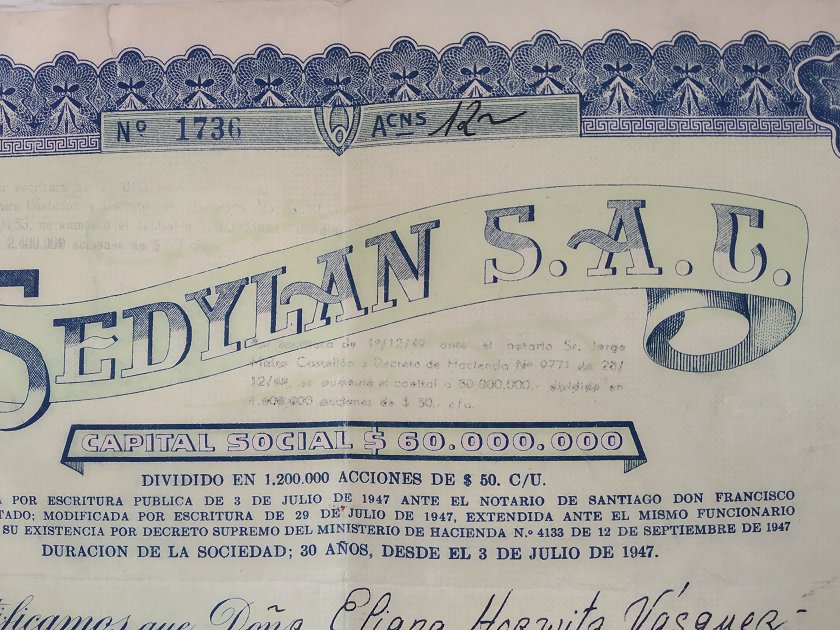 Nº 1736
ACNS 12
SEDYLAN S.A.C.
2.400.000 acciones de $ 50
escritura de 19/12/49 ante el notario Sr. Jorge
y Decreto de Hacienda Nº 9771 de 28/
12/49, se aumentó el capital a 80.000.000.- dividido en
1.600.000 acciones de $ 50.- c/u.
CAPITAL SOCIAL $ 60.000.000
DIVIDIDO EN 1.200.000 ACCIONES DE $ 50. C/U.
POR ESCRITURA PUBLICA DE 3 DE JULIO DE 1947 ANTE EL NOTARIO DE SANTIAGO DON FRANCISCO
MODIFICADA POR ESCRITURA DE 29 DE JULIO DE 1947, EXTENDIDA ANTE EL MISMO FUNCIONARIO
SU EXISTENCIA POR DECRETO SUPREMO DEL MINISTERIO DE HACIENDA N.º 4133 DE 12 DE SEPTIEMBRE DE 1947
DURACION DE LA SOCIEDAD; 30 AÑOS, DESDE EL 3 DE JULIO DE 1947.
que Doña Eliana Horwitz Vásquez-